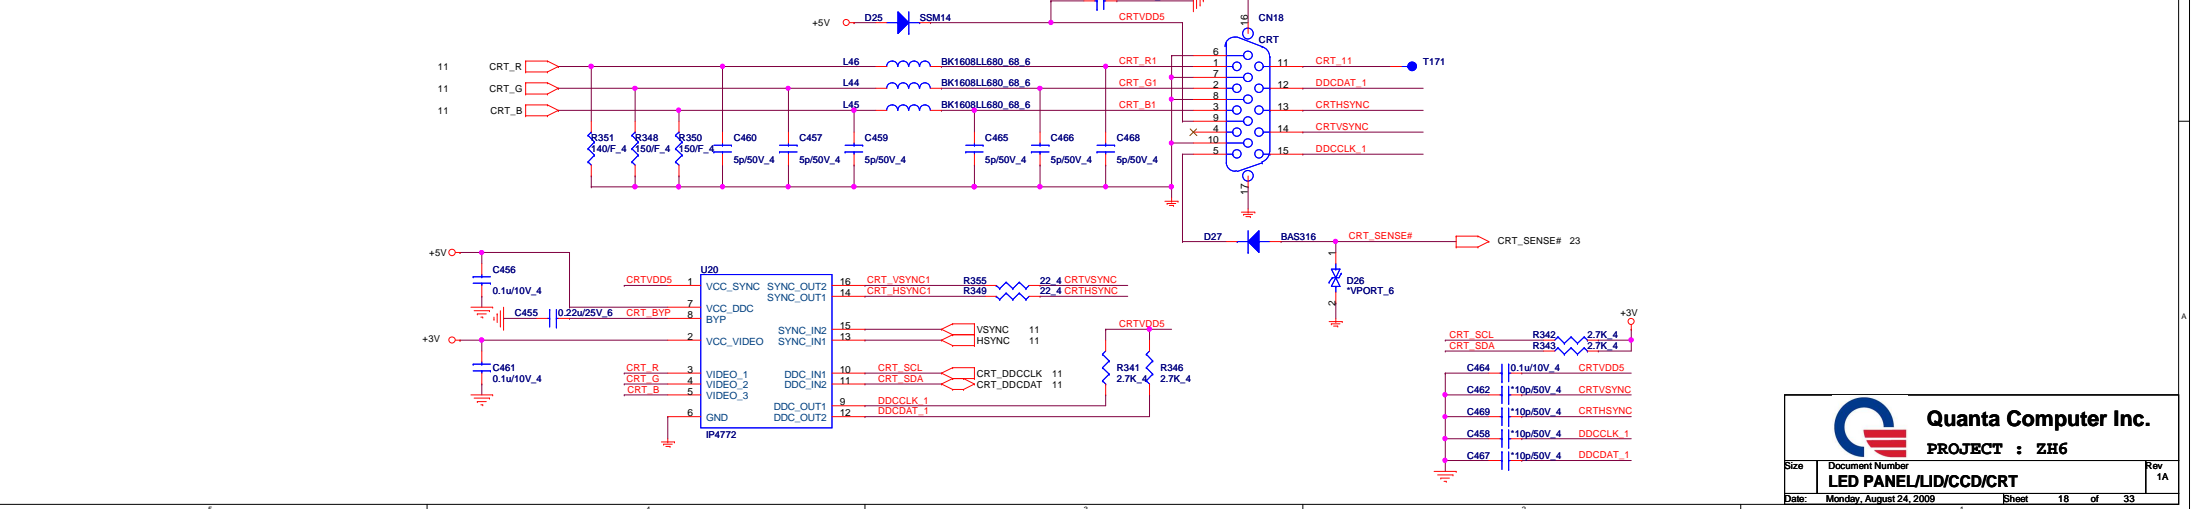 +5V D25 SSM14 CRTVDD5 16 CN18
CRT
11 CRT_R L46 BK1608LL680_68_6 CRT_R1 6 1 11 CRT_11 T171
11 CRT_G L44 BK1608LL680_68_6 CRT_G1 7 2 12 DDCDAT_1
11 CRT_B L45 BK1608LL680_68_6 CRT_B1 8 3 13 CRTHSYNC
9 4 14 CRTVSYNC
10 5 15 DDCCLK_1
R351 R348 R350 C460 C457 C459 C465 C466 C468
140/F_4 150/F_4 150/F_4 5p/50V_4 5p/50V_4 5p/50V_4 5p/50V_4 5p/50V_4 5p/50V_4
17
D27 BAS316 CRT_SENSE# CRT_SENSE# 23
1
D26
*VPORT_6
2
+5V
C456
0.1u/10V_4
C455 0.22u/25V_6 CRT_BYP
+3V
C461
0.1u/10V_4
U20
CRTVDD5 1 VCC_SYNC SYNC_OUT2 16 CRT_VSYNC1 R355 22_4 CRTVSYNC
SYNC_OUT1 14 CRT_HSYNC1 R349 22_4 CRTHSYNC
7 VCC_DDC
8 BYP
SYNC_IN2 15 VSYNC 11
2 VCC_VIDEO SYNC_IN1 13 HSYNC 11
CRT_R 3 VIDEO_1 DDC_IN1 10 CRT_SCL CRT_DDCCLK 11
CRT_G 4 VIDEO_2 DDC_IN2 11 CRT_SDA CRT_DDCDAT 11
CRT_B 5 VIDEO_3
DDC_OUT1 9 DDCCLK_1
6 GND DDC_OUT2 12 DDCDAT_1
IP4772
CRTVDD5
R341 R346
2.7K_4 2.7K_4
+3V
CRT_SCL R342 2.7K_4
CRT_SDA R343 2.7K_4
C464 0.1u/10V_4 CRTVDD5
C462 *10p/50V_4 CRTVSYNC
C469 *10p/50V_4 CRTHSYNC
C458 *10p/50V_4 DDCCLK_1
C467 *10p/50V_4 DDCDAT_1
A
Quanta Computer Inc.
PROJECT : ZH6
Size Document Number Rev
LED PANEL/LID/CCD/CRT 1A
Date: Monday, August 24, 2009 Sheet 18 of 33